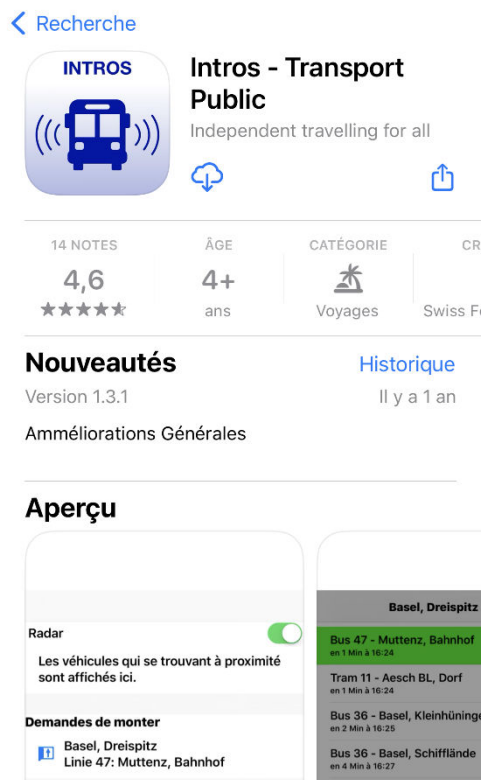 Recherche
INTROS
Intros - Transport
Public
Independent travelling for all
14 NOTES
ÂGE
CATÉGORIE
4,6
4+
ans
Voyages
Nouveautés
Historique
Version 1.3.1
Il y a 1 an
Amméliorations Générales
Aperçu
Radar
Les véhicules qui se trouvant à proximité
sont affichés ici.
Demandes de monter
Basel, Dreispitz
Linie 47: Muttenz, Bahnhof
Basel, Dreispitz
Bus 47 - Muttenz, Bahnhof
en 1 Min à 16:24
Tram 11 - Aesch BL, Dorf
en 1 Min à 16:24
Bus 36 - Basel, Kleinhüninge
en 2 Min à 16:25
Bus 36 - Basel, Schifflände
en 4 Min à 16:27